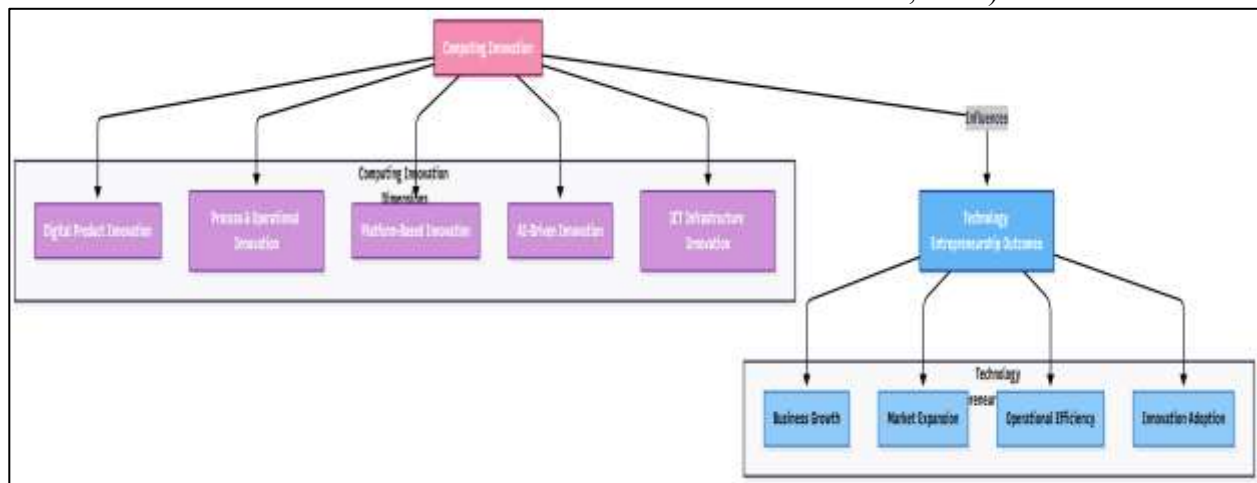 Computing Innovation
Influences
Computing Innovation
Dimensions
Digital Product Innovation
Process & Operational
Innovation
Platform-Based Innovation
AI-Driven Innovation
ICT Infrastructure
Innovation
Technology
Entrepreneurship Outcomes
Technology
Business Growth
Market Expansion
Operational Efficiency
Innovation Adoption